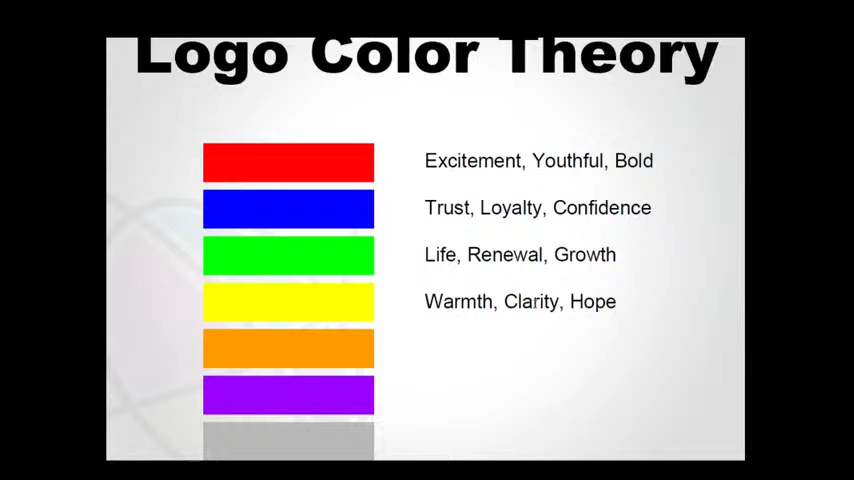 Logo Color Theory
Excitement, Youthful, Bold
Trust, Loyalty, Confidence
Life, Renewal, Growth
Warmth, Clarity, Hope